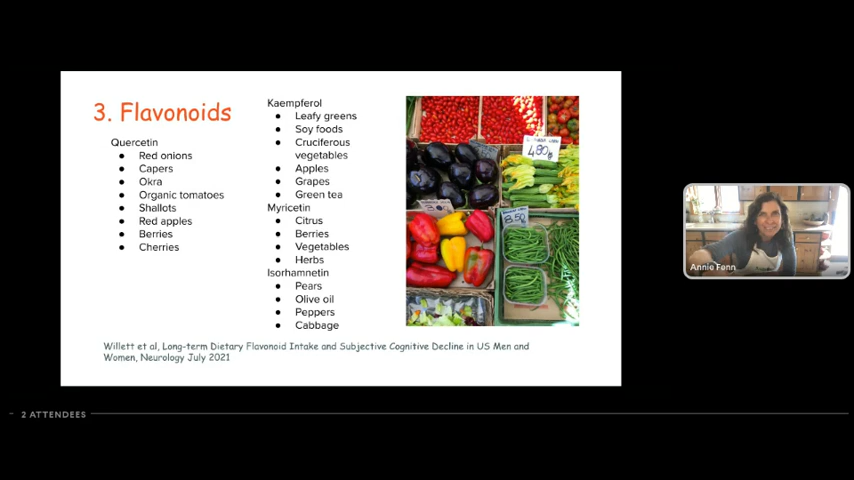 3. Flavonoids
Quercetin
● Red onions
● Capers
● Okra
● Organic tomatoes
● Shallots
● Red apples
● Berries
● Cherries
Kaempferol
● Leafy greens
● Soy foods
● Cruciferous
vegetables
● Apples
● Grapes
● Green tea
Myricetin
● Citrus
● Berries
● Vegetables
● Herbs
Isorhamnetin
● Pears
● Olive oil
● Peppers
● Cabbage
4,80
8.50
Willett et al, Long-term Dietary Flavonoid Intake and Subjective Cognitive Decline in US Men and
Women, Neurology July 2021
Annie Fenn
2 ATTENDEES